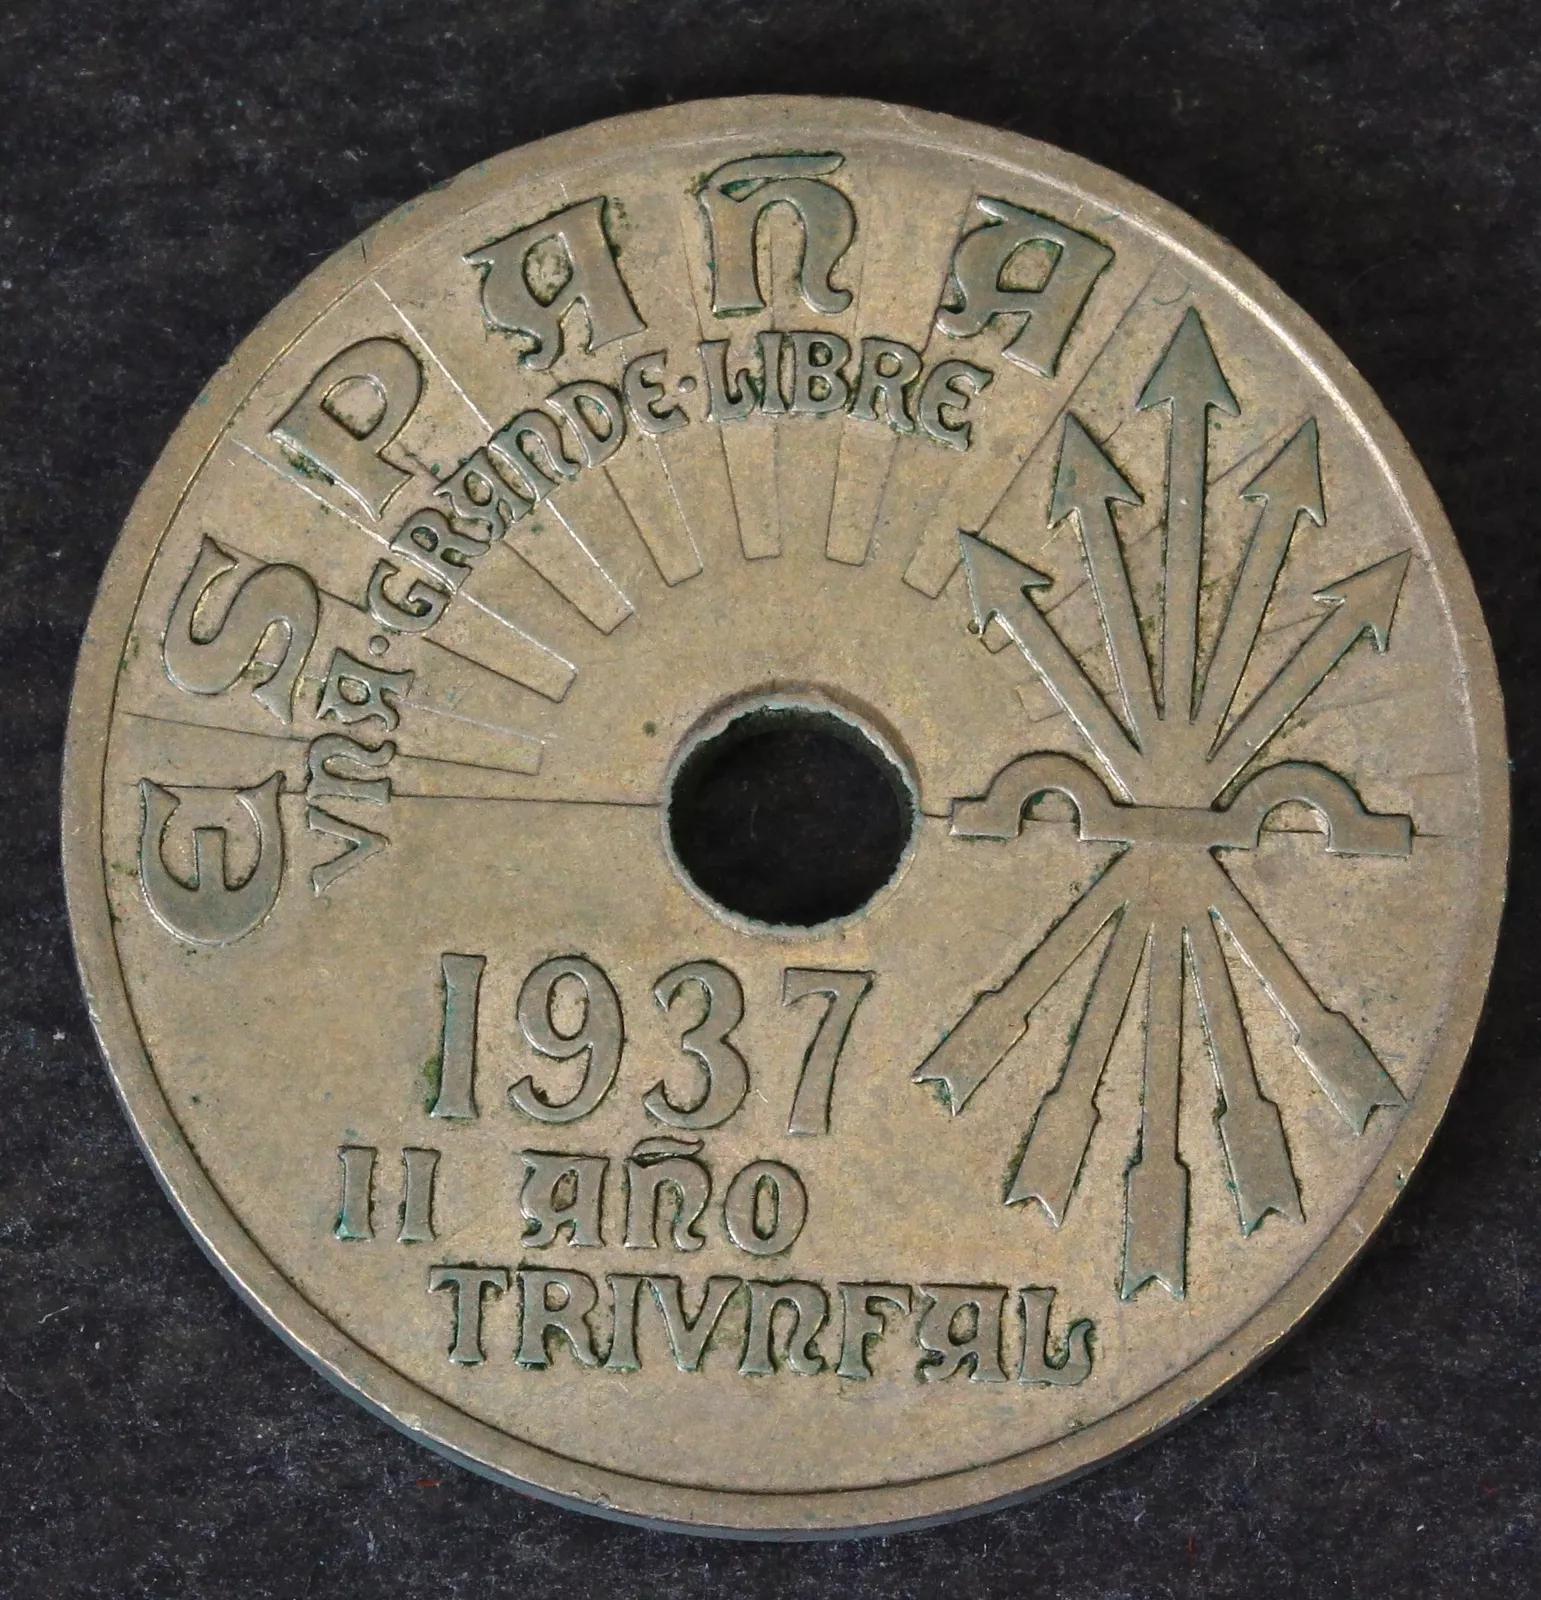 ESPAÑA
VNA·GRANDE·LIBRE
1937
II AÑO
TRIVNFAL